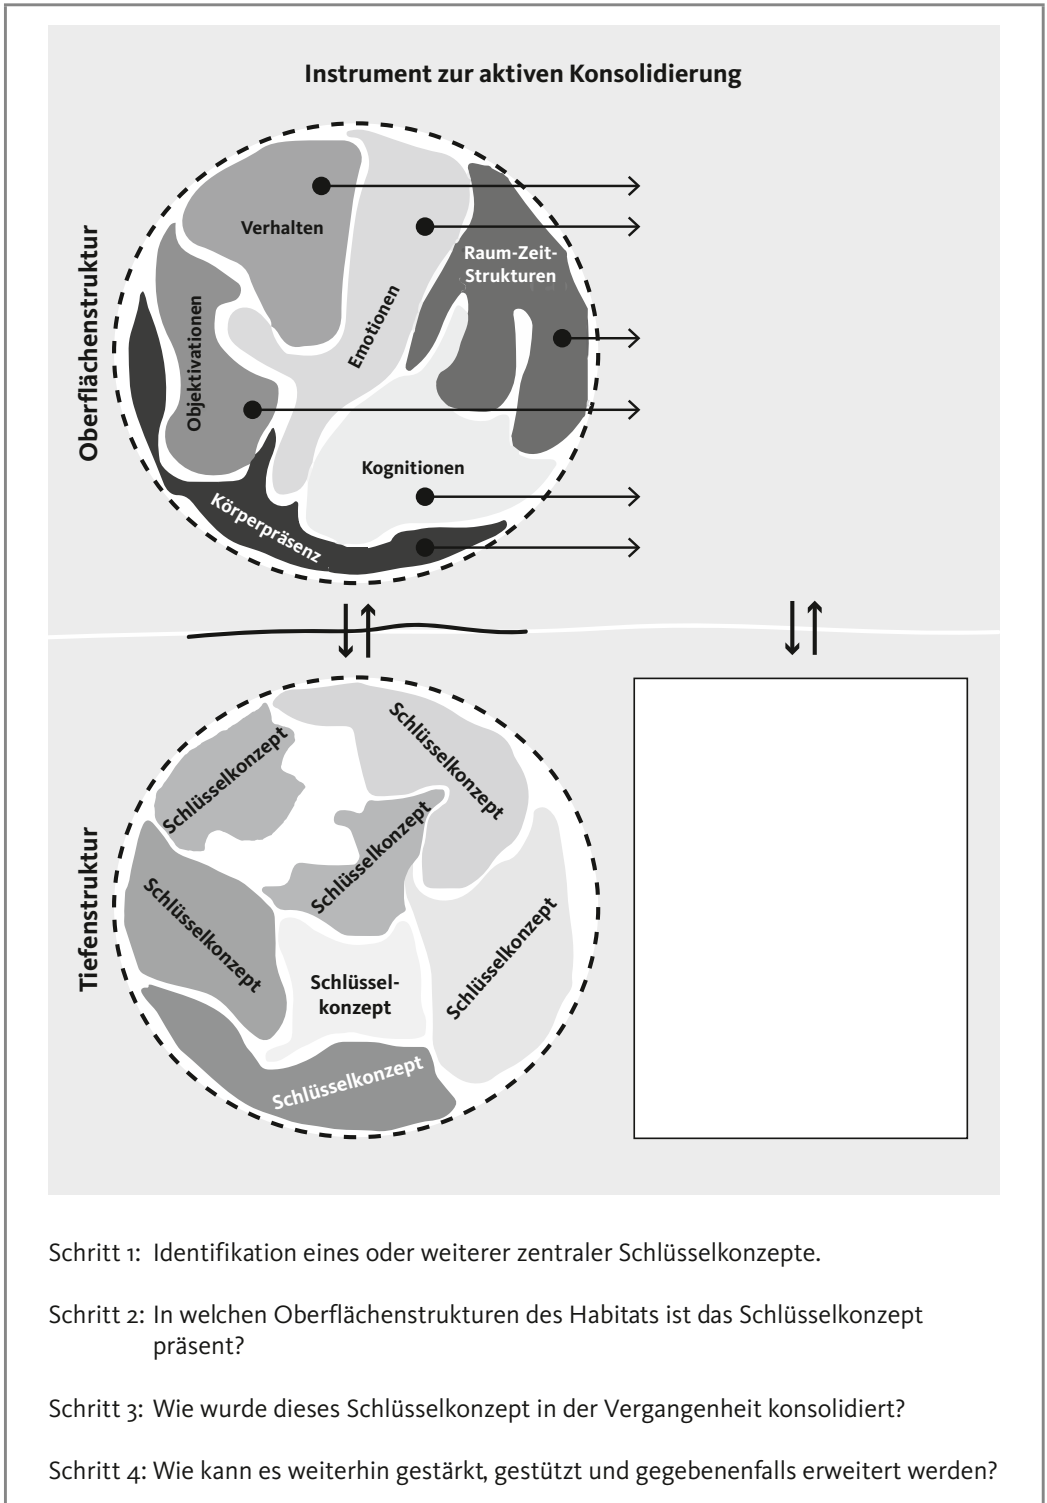 Instrument zur aktiven Konsolidierung
Oberflächenstruktur
Verhalten
Emotionen
Raum-Zeit-
Strukturen
Objektivationen
Kognitionen
Körperpräsenz
Tiefenstruktur
Schlüsselkonzept
Schlüsselkonzept
Schlüsselkonzept
Schlüsselkonzept
Schlüsselkonzept
Schlüssel-
konzept
Schlüsselkonzept
Schritt 1: Identifikation eines oder weiterer zentraler Schlüsselkonzepte.
Schritt 2: In welchen Oberflächenstrukturen des Habitats ist das Schlüsselkonzept
präsent?
Schritt 3: Wie wurde dieses Schlüsselkonzept in der Vergangenheit konsolidiert?
Schritt 4: Wie kann es weiterhin gestärkt, gestützt und gegebenenfalls erweitert werden?